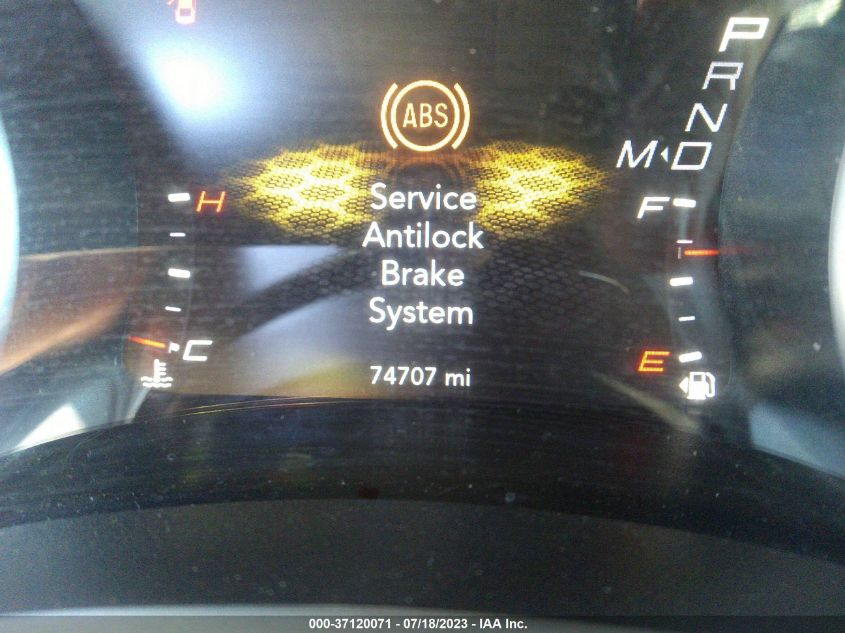 P
R
N
M D
ABS
H
F
Service
Antilock
Brake
System
C
E
74707 mi
000-37120071 - 07/18/2023 - IAA Inc.